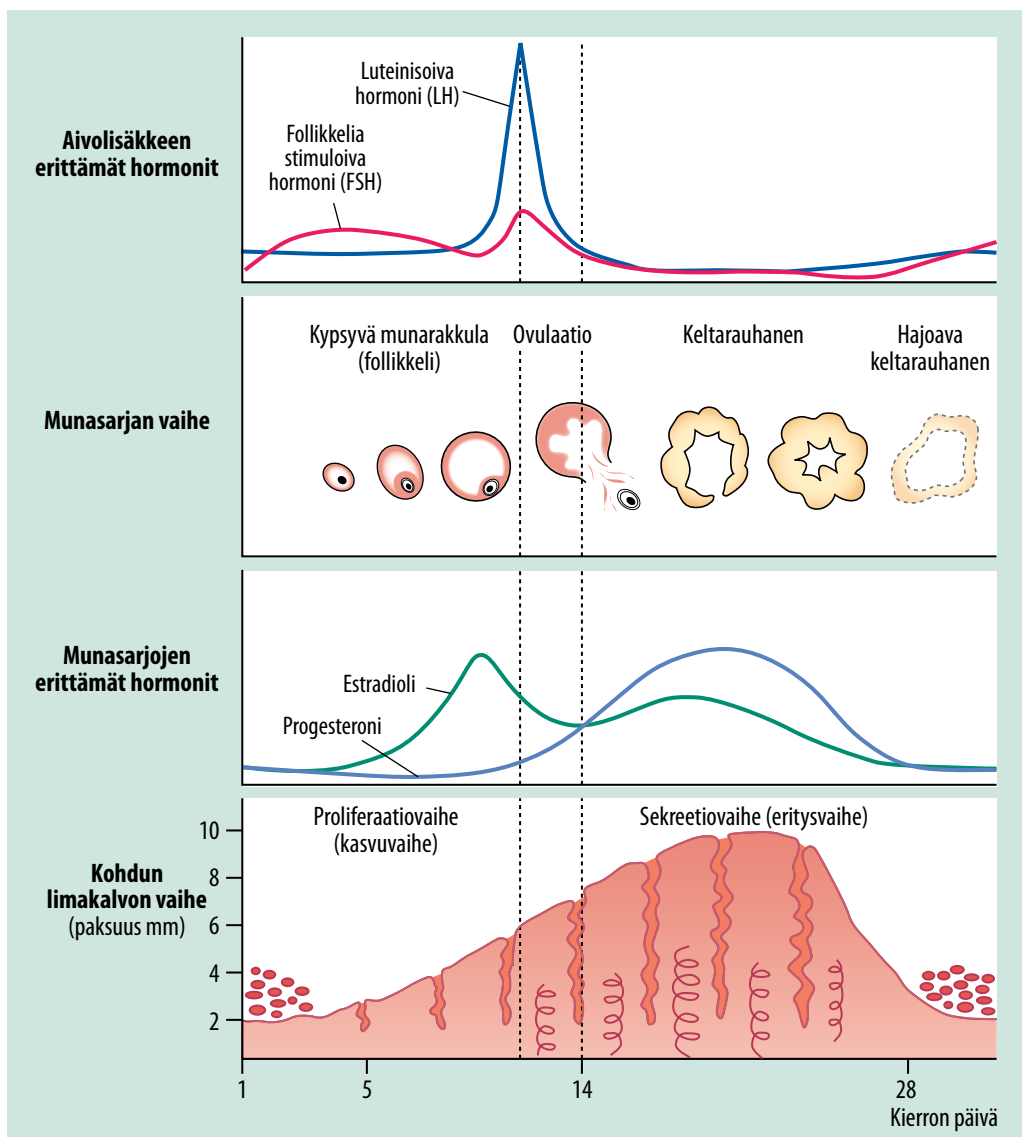 Aivolisäkkeen
erittämät hormonit
Luteinisoiva
hormoni (LH)
Follikkelia
stimuloiva
hormoni (FSH)
Munasarjan vaihe
Kypsyvä munarakkula
(follikkeli)
Ovulaatio
Keltarauhanen
Hajoava
keltarauhanen
Munasarjojen
erittämät hormonit
Estradioli
Progesteroni
Kohdun
limakalvon vaihe
(paksuus mm)
Proliferaatiovaihe
(kasvuvaihe)
Sekreetiovaihe (eritysvaihe)
10
8
6
4
2
1 5 14 28
Kierron päivä